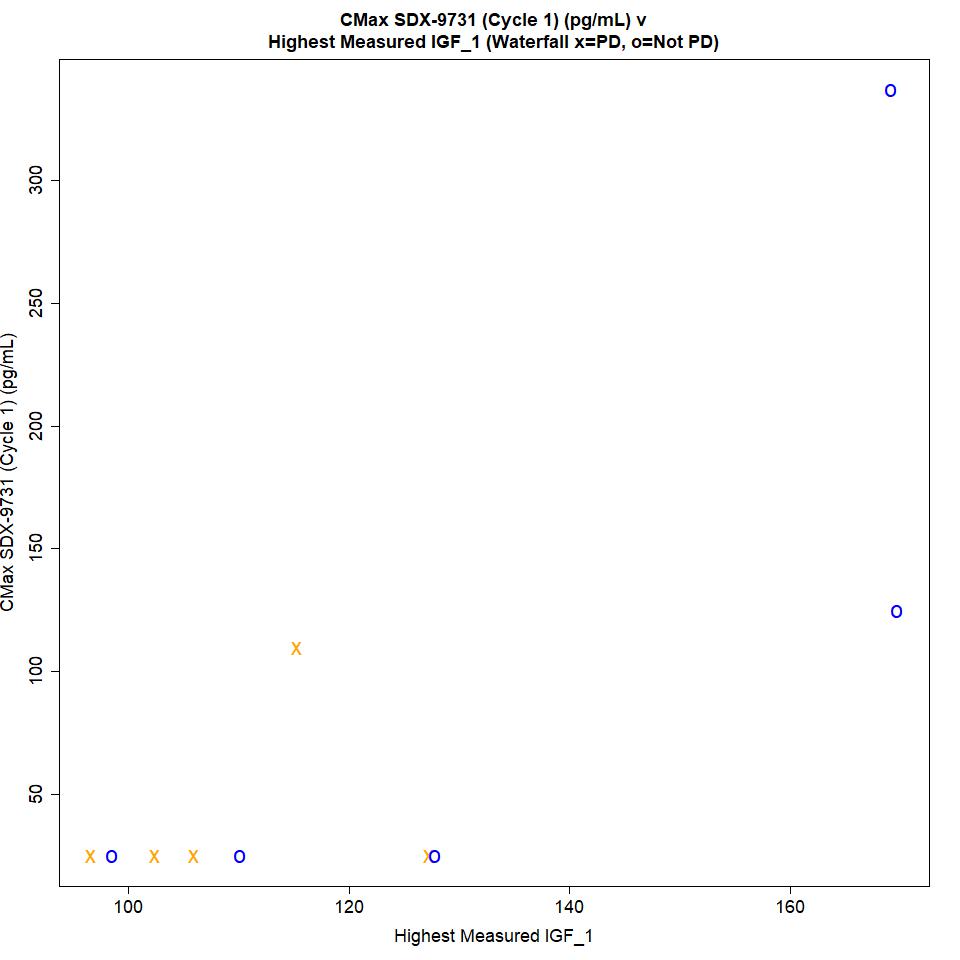 CMax SDX-9731 (Cycle 1) (pg/mL) v
Highest Measured IGF_1 (Waterfall x=PD, o=Not PD)
CMax SDX-9731 (Cycle 1) (pg/mL)
300
250
200
150
100
50
o
o
x
x o x x o x o
100 120 140 160
Highest Measured IGF_1